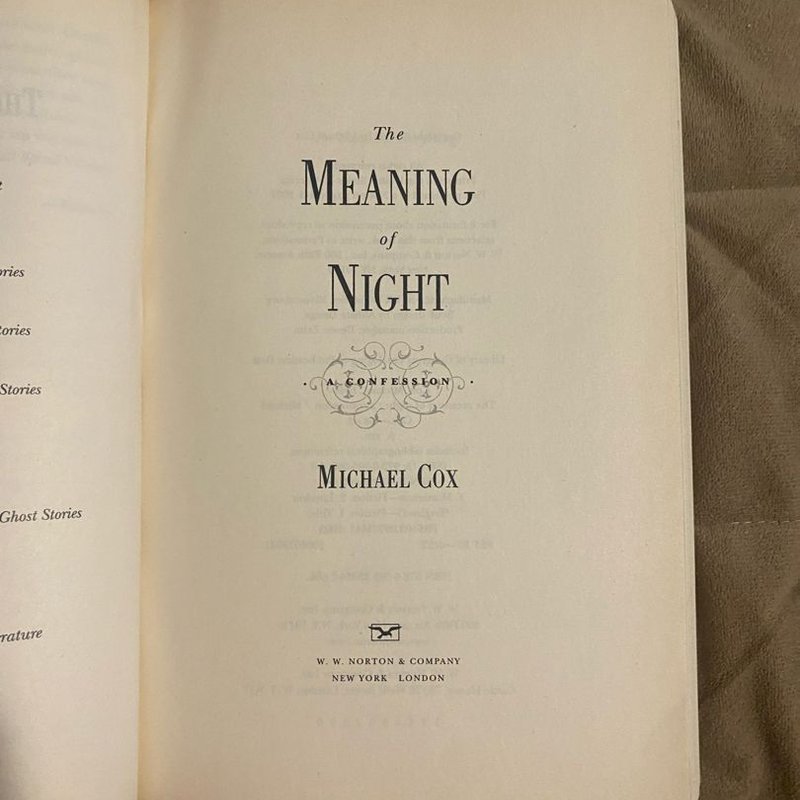 ories
tories
Stories
Ghost Stories
rature
The
MEANING
of
NIGHT
· A CONFESSION ·
MICHAEL COX
W. W. NORTON & COMPANY
NEW YORK LONDON